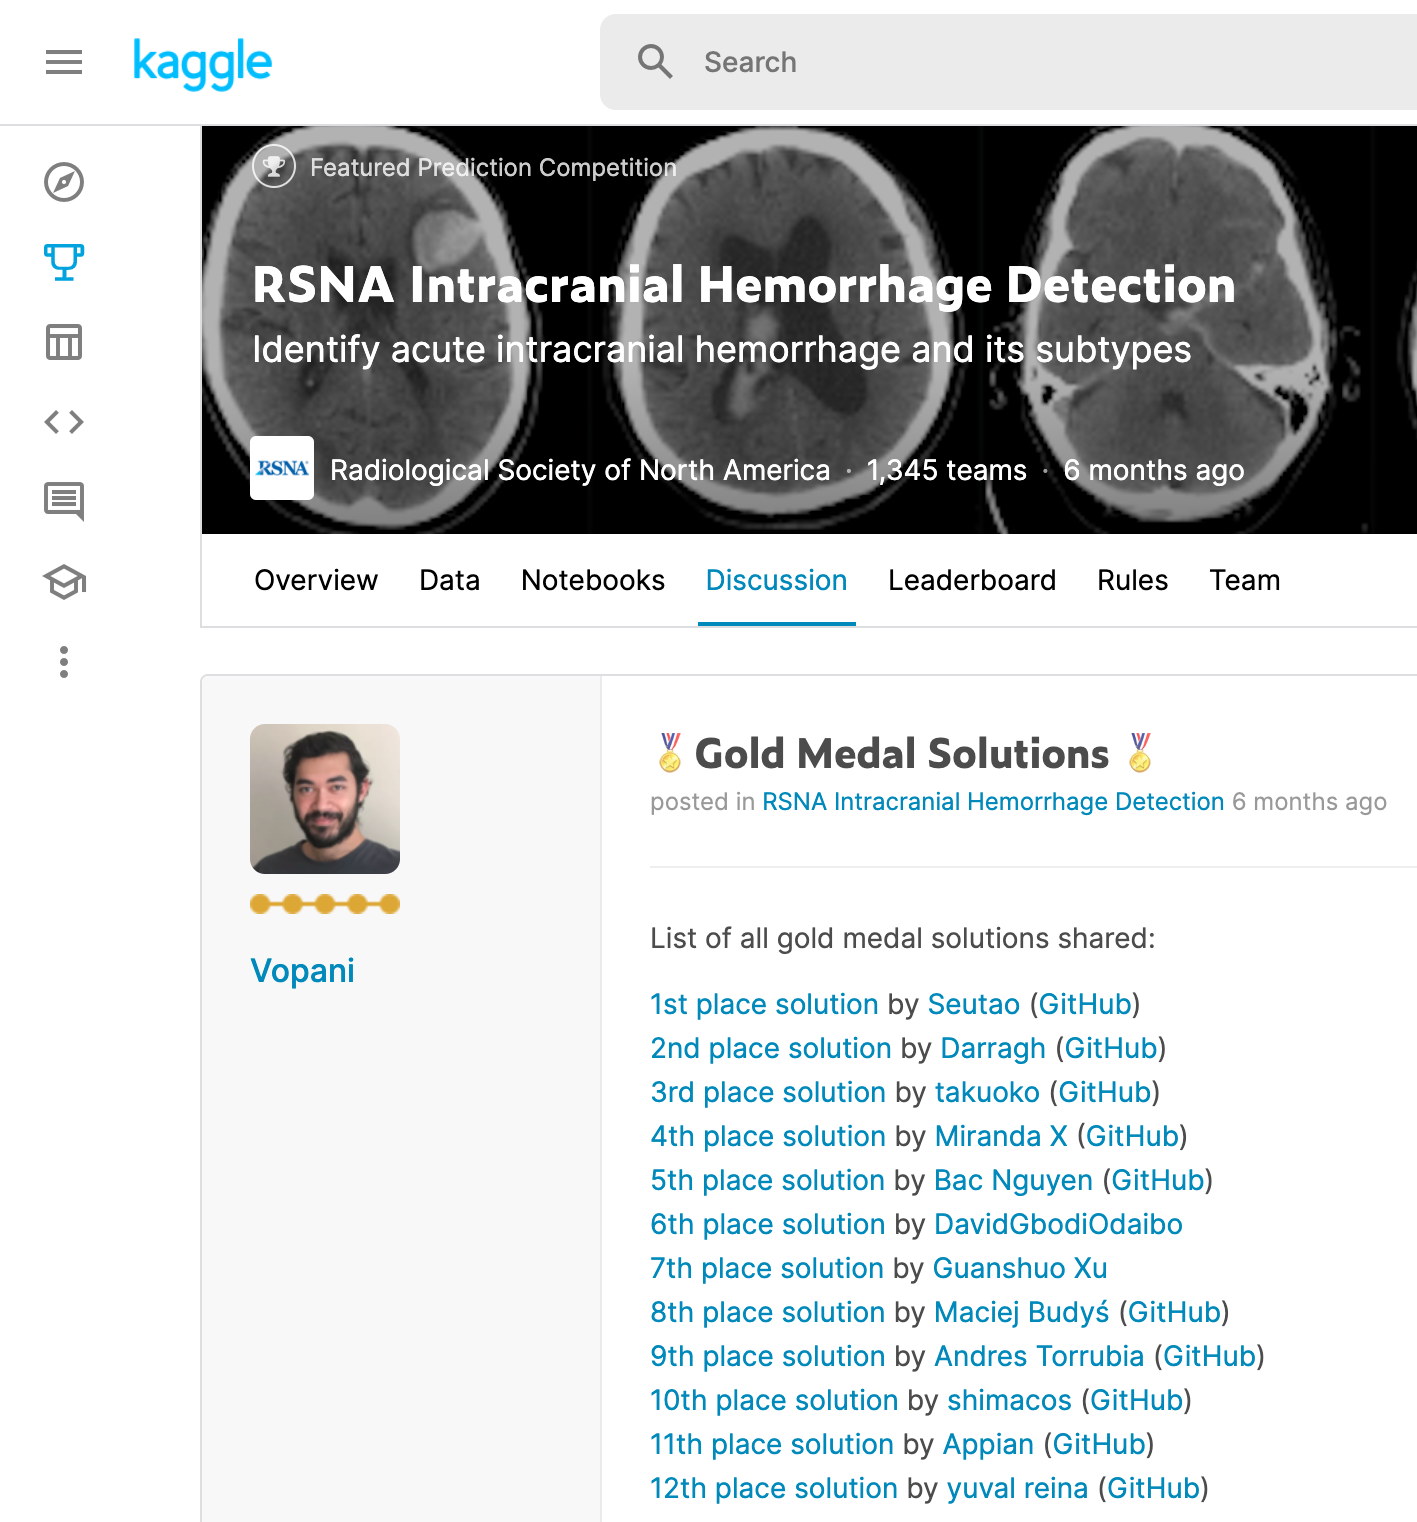 kaggle
Search
Featured Prediction Competition
RSNA Intracranial Hemorrhage Detection
Identify acute intracranial hemorrhage and its subtypes
RSNA
Radiological Society of North America · 1,345 teams · 6 months ago
Overview Data Notebooks Discussion Leaderboard Rules Team
Vopani
🏅 Gold Medal Solutions 🏅
posted in RSNA Intracranial Hemorrhage Detection 6 months ago
List of all gold medal solutions shared:
1st place solution by Seutao (GitHub)
2nd place solution by Darragh (GitHub)
3rd place solution by takuoko (GitHub)
4th place solution by Miranda X (GitHub)
5th place solution by Bac Nguyen (GitHub)
6th place solution by DavidGbodiOdaibo
7th place solution by Guanshuo Xu
8th place solution by Maciej Budyś (GitHub)
9th place solution by Andres Torrubia (GitHub)
10th place solution by shimacos (GitHub)
11th place solution by Appian (GitHub)
12th place solution by yuval reina (GitHub)